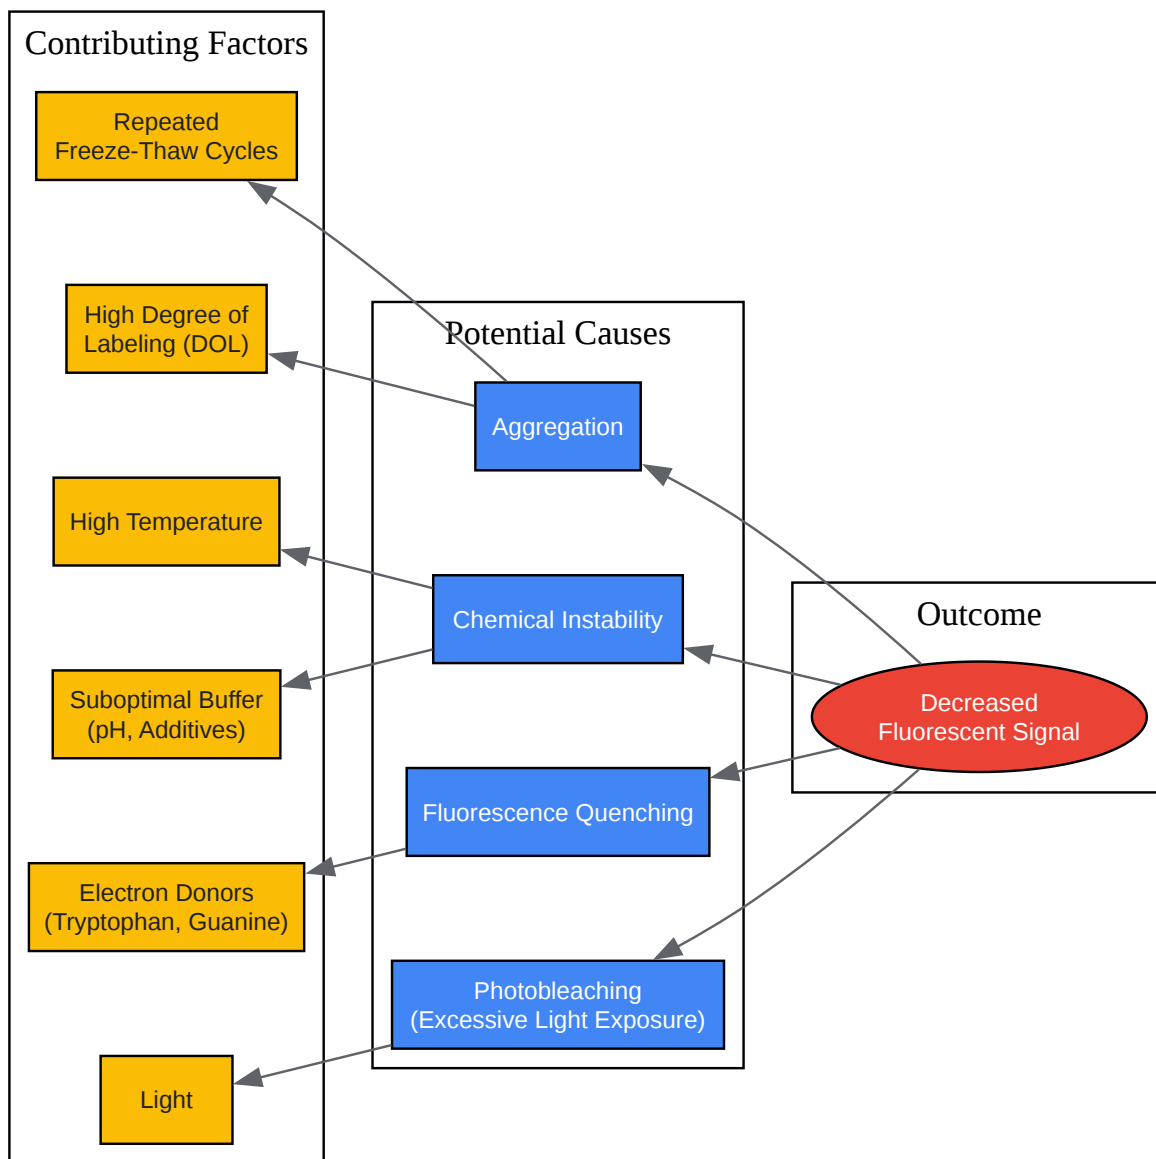 Contributing Factors
Repeated
Freeze-Thaw Cycles
High Degree of
Labeling (DOL)
High Temperature
Suboptimal Buffer
(pH, Additives)
Electron Donors
(Tryptophan, Guanine)
Light
Potential Causes
Aggregation
Chemical Instability
Fluorescence Quenching
Photobleaching
(Excessive Light Exposure)
Outcome
Decreased
Fluorescent Signal